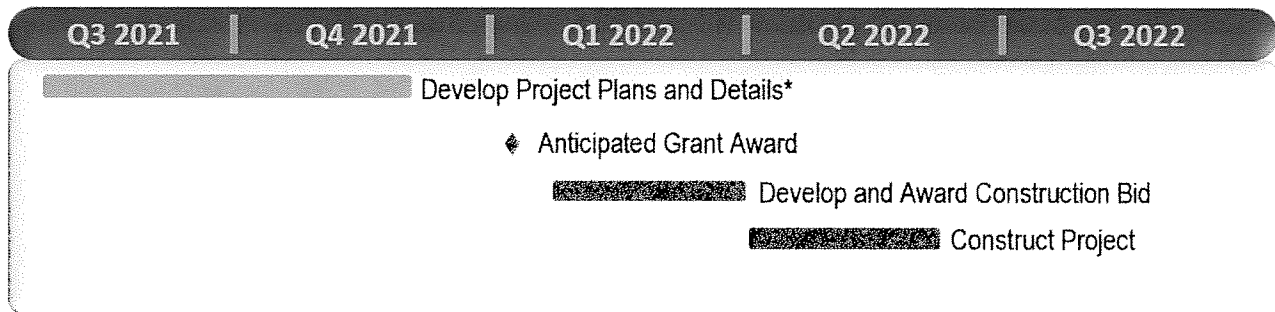 Q3 2021 Q4 2021 Q1 2022 Q2 2022 Q3 2022
Develop Project Plans and Details*
Anticipated Grant Award
Develop and Award Construction Bid
Construct Project